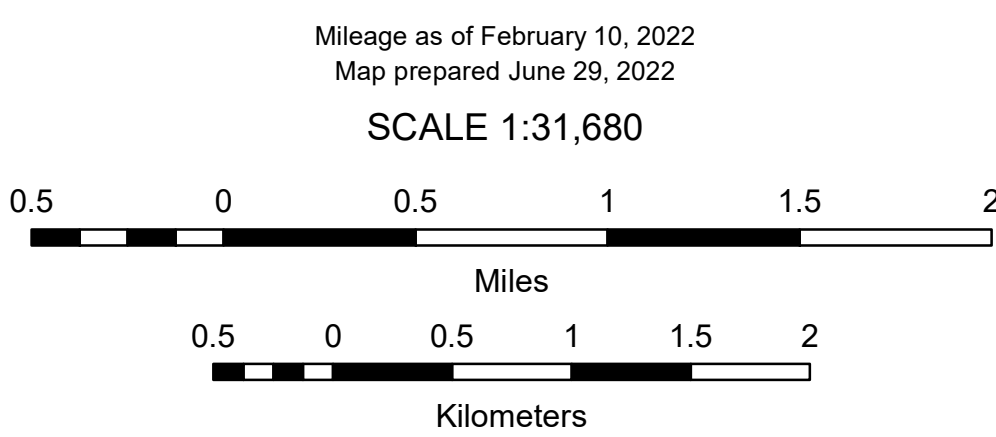 Mileage as of February 10, 2022
Map prepared June 29, 2022
SCALE 1:31,680
0.5 0 0.5 1 1.5 2
Miles
0.5 0 0.5 1 1.5 2
Kilometers